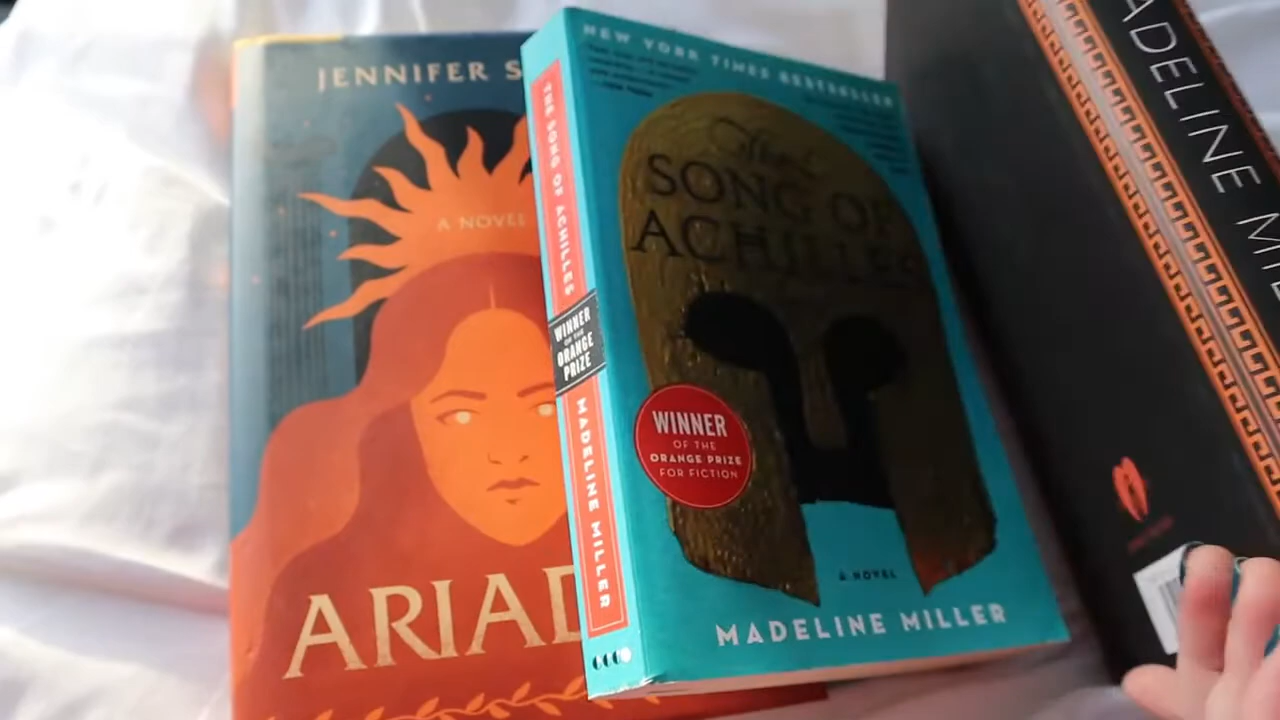 JENNIFER S
A NOVEL
ARIAD
THE SONG OF ACHILLES
WINNER
OF THE
ORANGE
PRIZE
MADELINE MILLER
NEW YORK TIMES BESTSELLER
The
SONG OF
ACHILLES
WINNER
OF THE
ORANGE PRIZE
FOR FICTION
A NOVEL
MADELINE MILLER
ADELINE MI